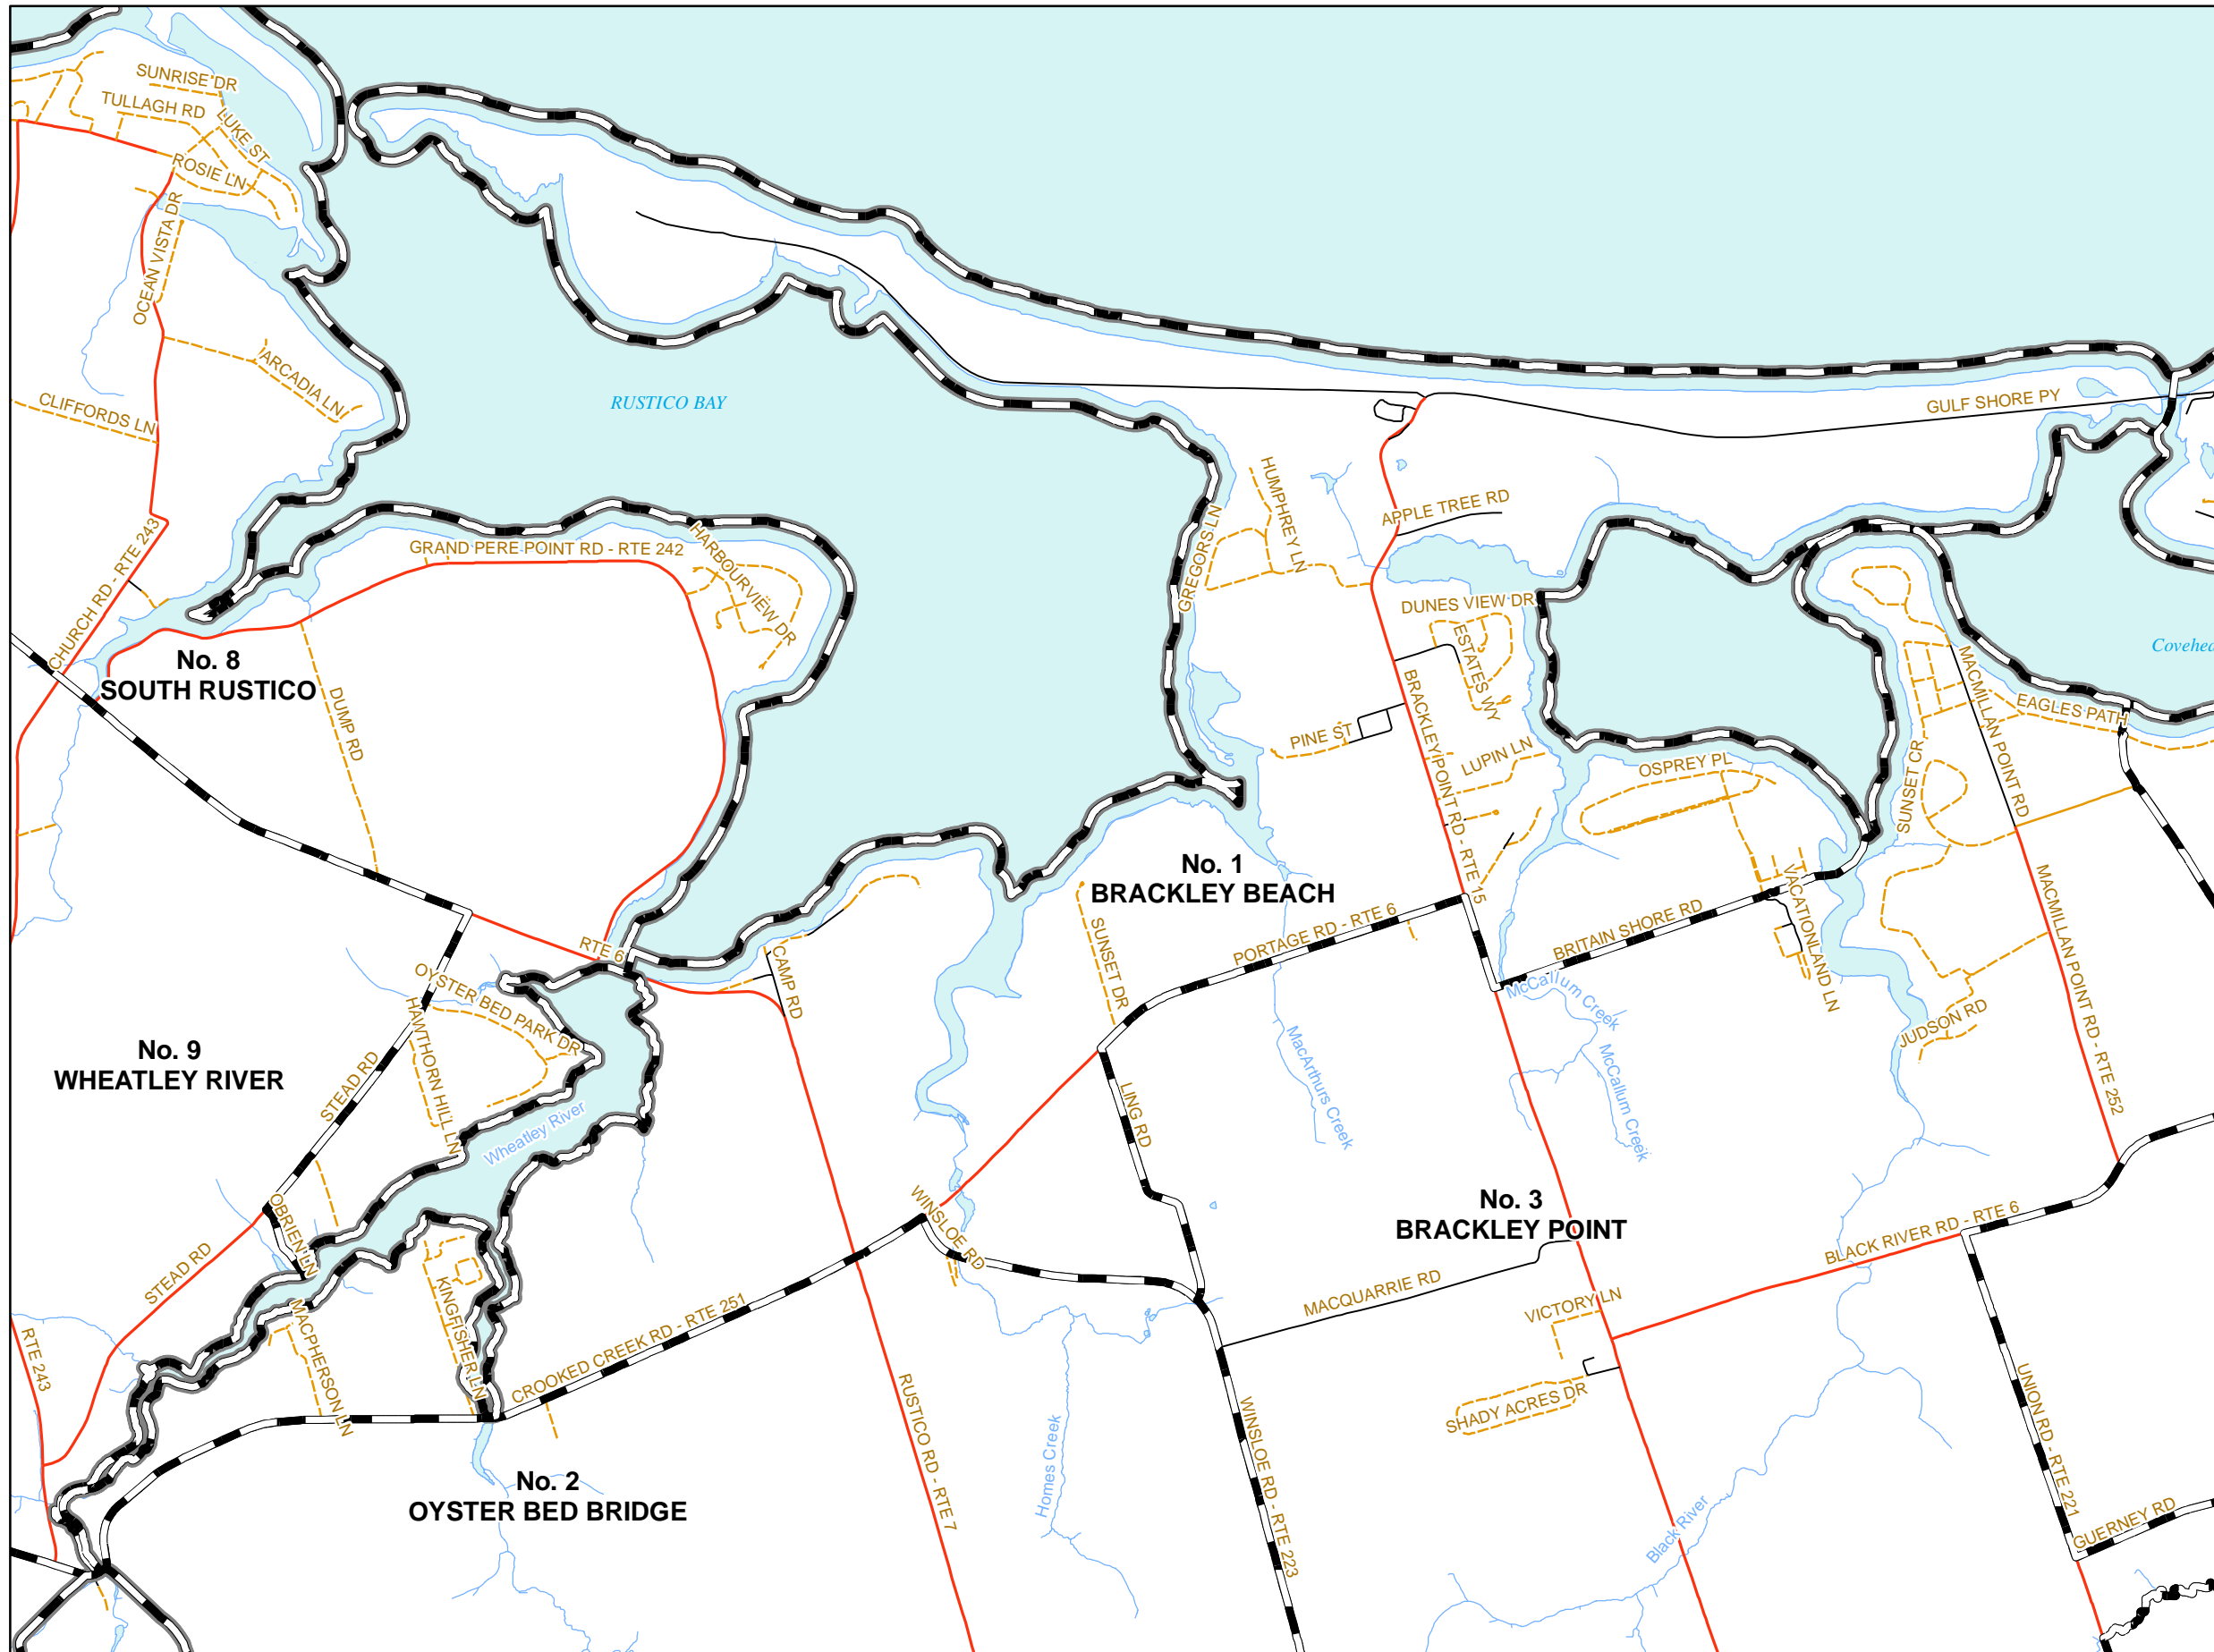 SUNRISE DR
TULLAGH RD
LUKE ST
ROSIE LN
OCEAN VISTA DR
ARCADIA LN
CLIFFORDS LN
RUSTICO BAY
GULF SHORE PY
HUMPHREY LN
GREGORS LN
APPLE TREE RD
CHURCH RD - RTE 243
GRAND PERE POINT RD - RTE 242
HARBOURVIEW DR
DUNES VIEW DR
ESTATES WY
No. 8
SOUTH RUSTICO
DUMP RD
Covehea
MACMILLAN POINT RD
EAGLES PATH
BRACKLEY POINT RD - RTE 15
PINE ST
LUPIN LN
OSPREY PL
SUNSET CR
No. 1
BRACKLEY BEACH
VACATIONLAND LN
SUNSET DR
PORTAGE RD - RTE 6
BRITAIN SHORE RD
MACMILLAN POINT RD - RTE 252
RTE 6
CAMP RD
OYSTER BED PARK DR
HAWTHORN HILL LN
McCallum Creek
JUDSON RD
No. 9
WHEATLEY RIVER
STEAD RD
MacArthurs Creek
McCallum Creek
LING RD
Wheatley River
WINSLOE RD
No. 3
BRACKLEY POINT
OBRIEN LN
STEAD RD
BLACK RIVER RD - RTE 6
KINGFISHER LN
MACPHERSON LN
CROOKED CREEK RD - RTE 251
MACQUARRIE RD
VICTORY LN
RTE 243
RUSTICO RD - RTE 7
SHADY ACRES DR
UNION RD - RTE 221
WINSLOE RD - RTE 223
Homes Creek
No. 2
OYSTER BED BRIDGE
Black River
GUERNEY RD